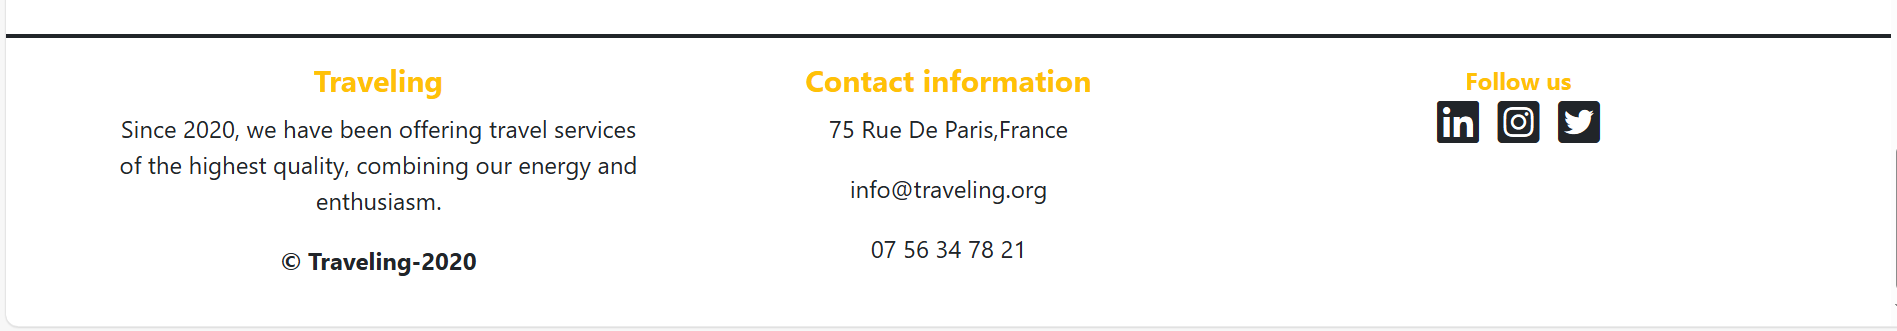 Traveling
Since 2020, we have been offering travel services
of the highest quality, combining our energy and
enthusiasm.
© Traveling-2020
Contact information
75 Rue De Paris,France
info@traveling.org
07 56 34 78 21
Follow us
in